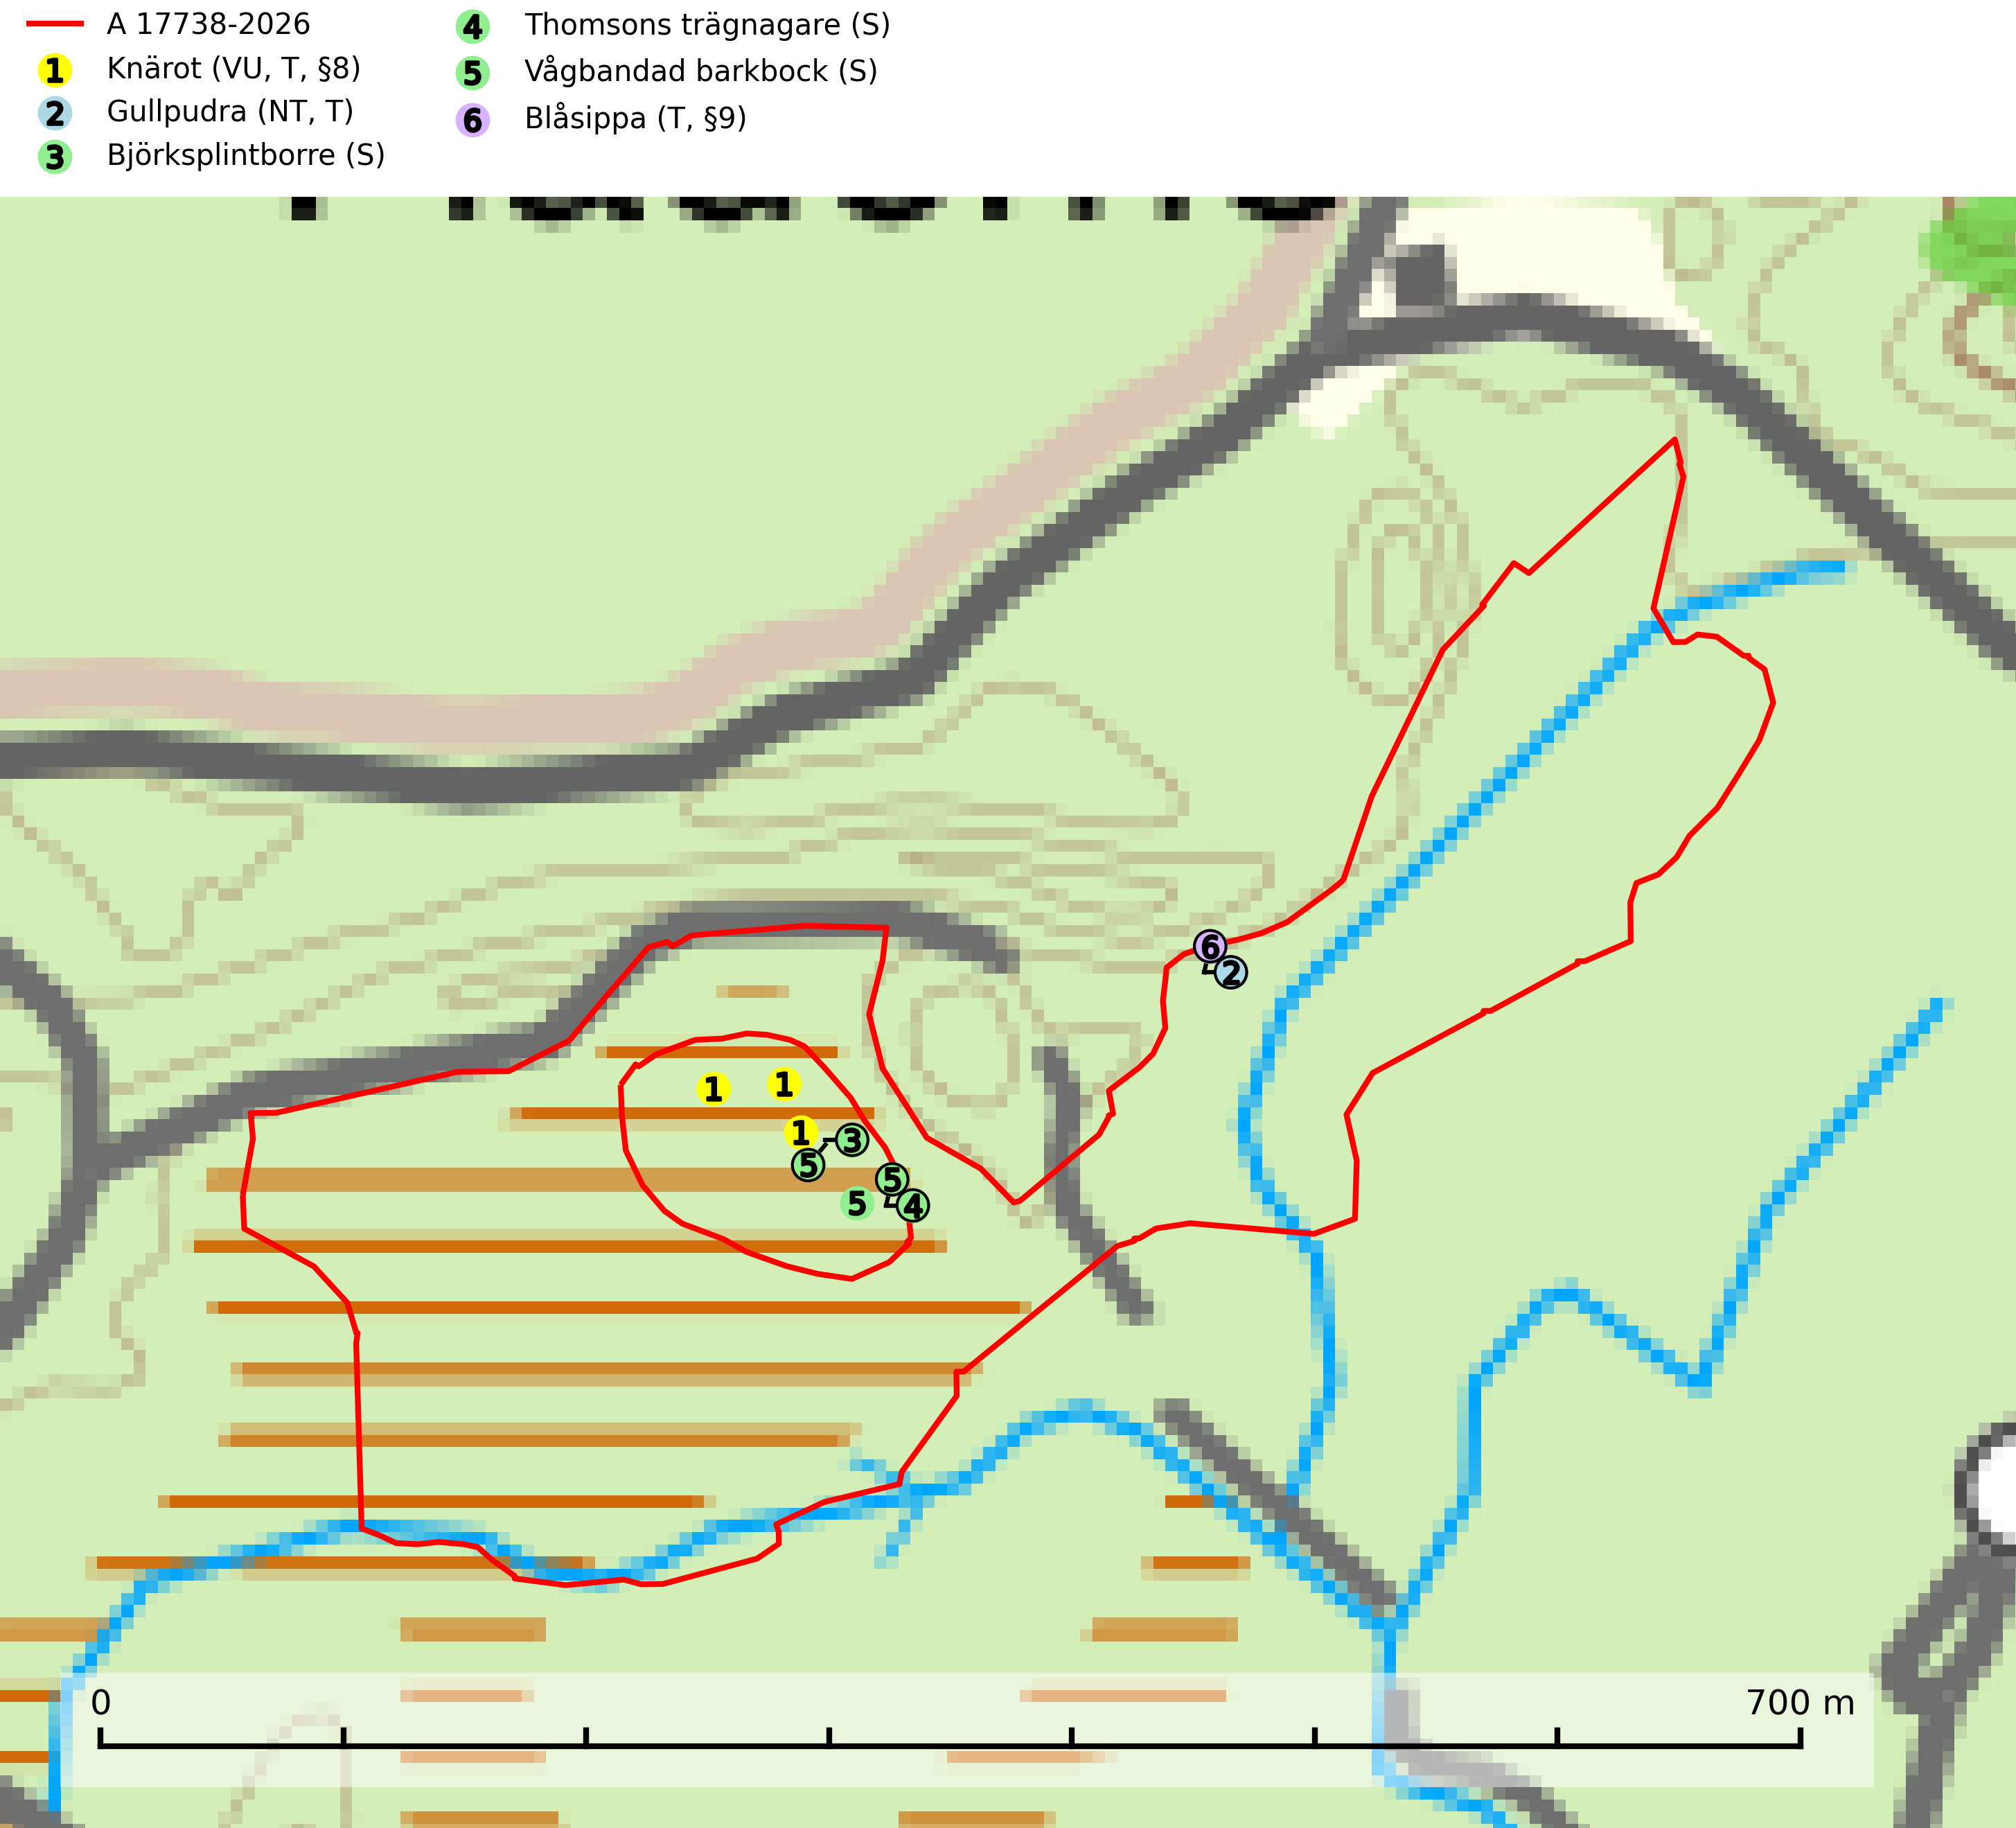 A 17738-2026
1 Knärot (VU, T, §8)
2 Gullpudra (NT, T)
3 Björksplintborre (S)
4 Thomsons trägnagare (S)
5 Vågbandad barkbock (S)
6 Blåsippa (T, §9)
6
2
1 1
1 3
5
5
5 4
0 700 m